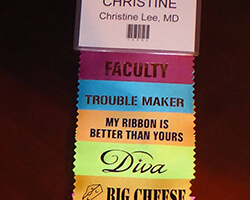 CHRISTINE
Christine Lee, MD
FACULTY
TROUBLE MAKER
MY RIBBON IS
BETTER THAN YOURS
Diva
BIG CHEESE